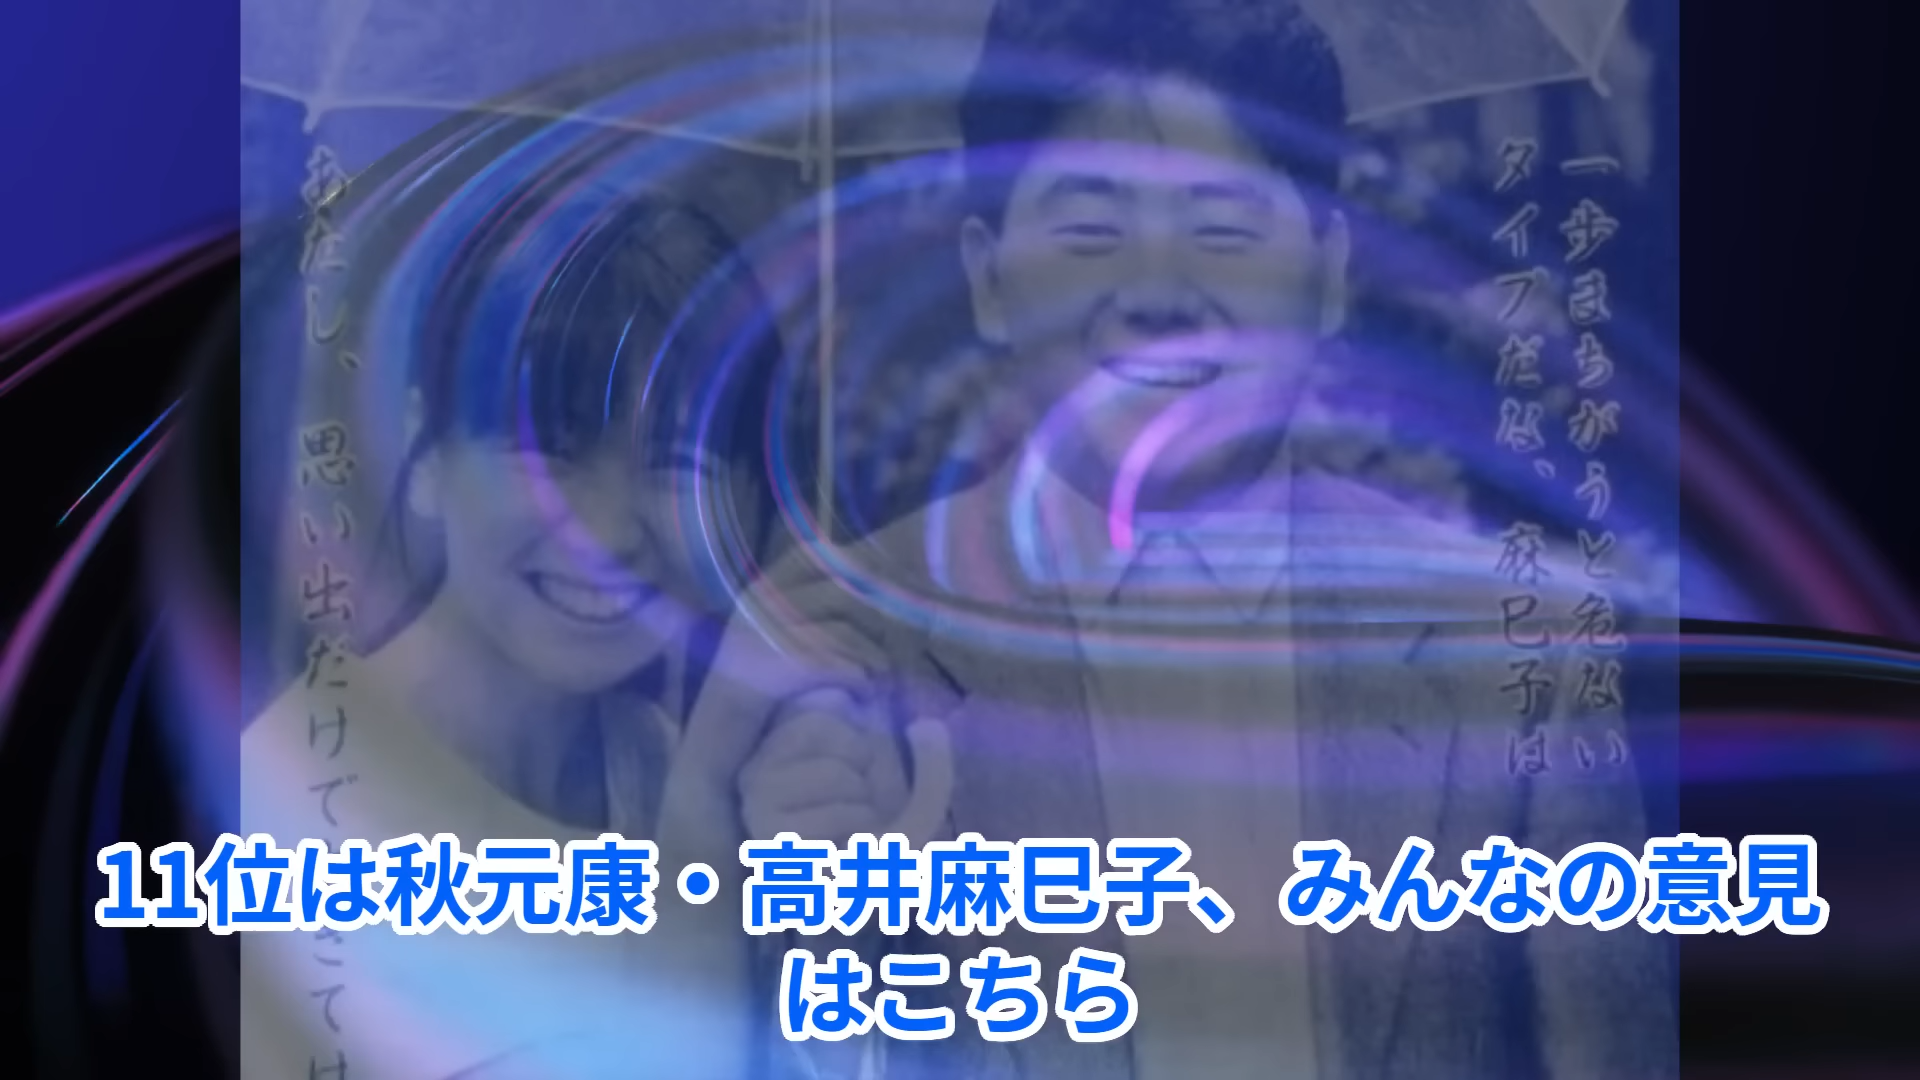 一歩まちがうと危ない
タイプだな、麻巳子は
あたし、思い出だけで
11位は秋元康・高井麻巳子、みんなの意見
はこちら